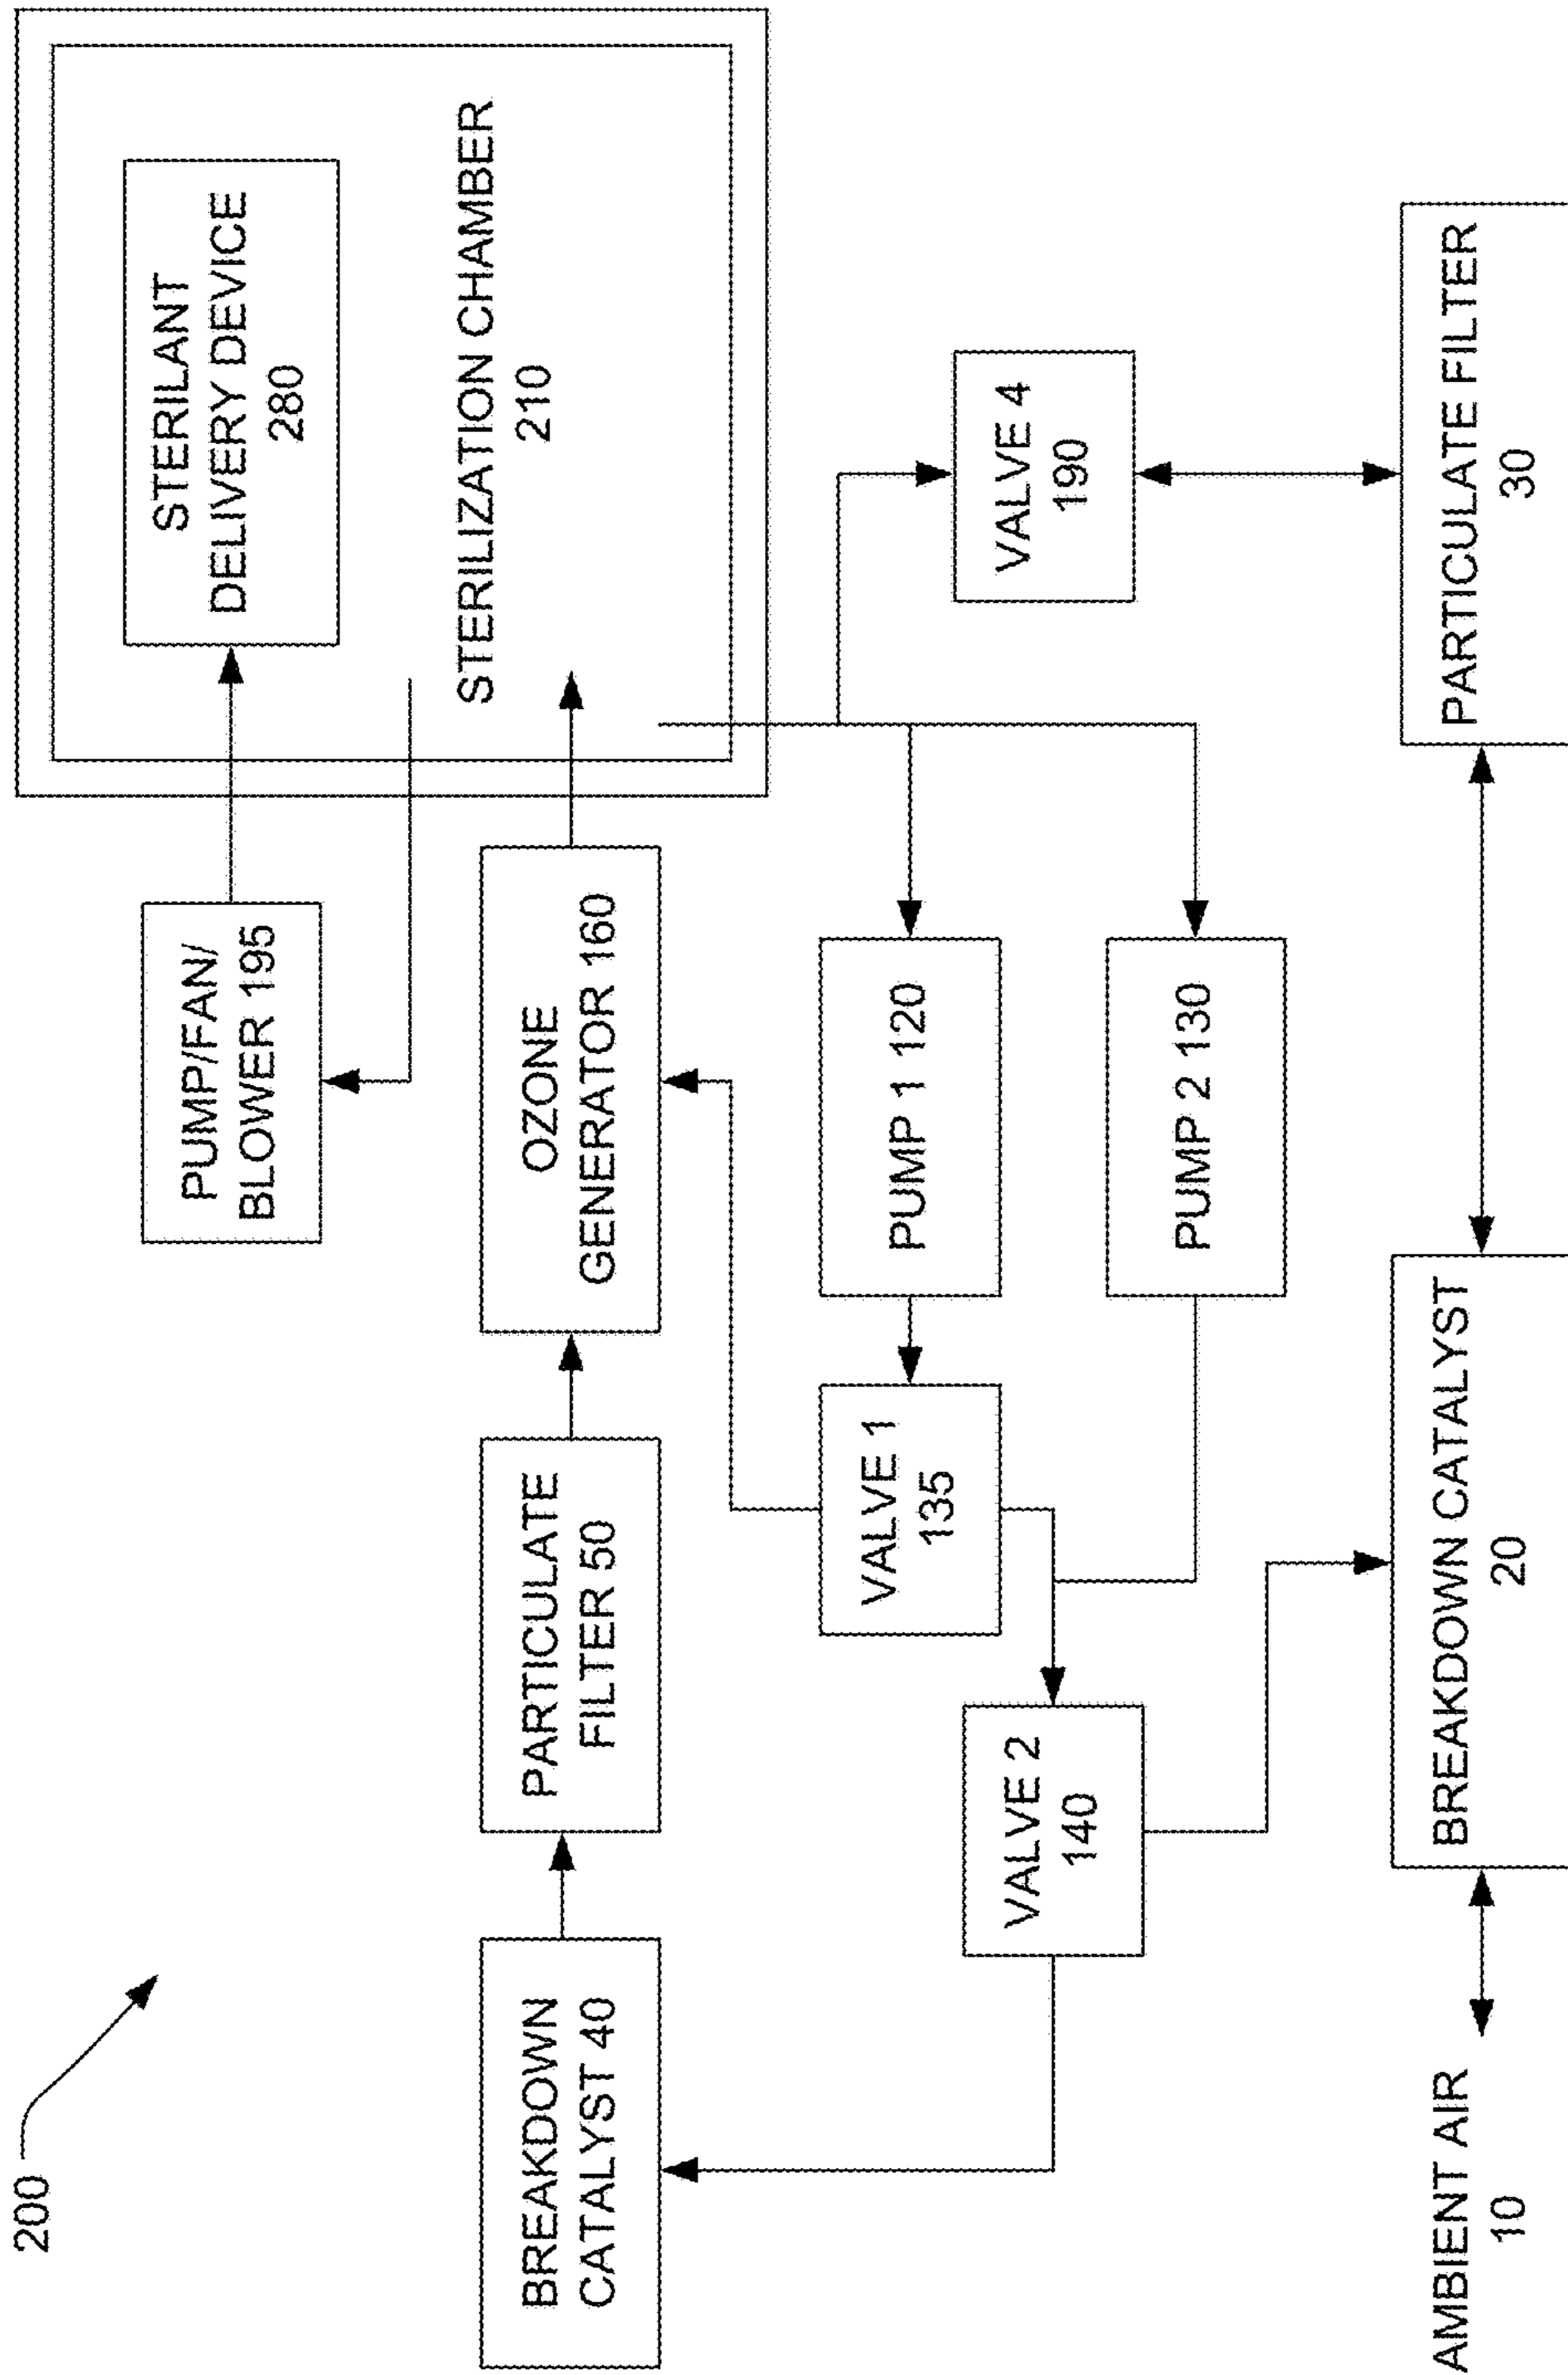 200
PUMP/FAN/
BLOWER 195
STERILANT
DELIVERY DEVICE
280
STERILIZATION CHAMBER
210
BREAKDOWN
CATALYST 40
PARTICULATE
FILTER 50
OZONE
GENERATOR 160
VALVE 1
135
PUMP 1 120
VALVE 2
140
PUMP 2 130
VALVE 4
190
AMBIENT AIR
10
BREAKDOWN CATALYST
20
PARTICULATE FILTER
30